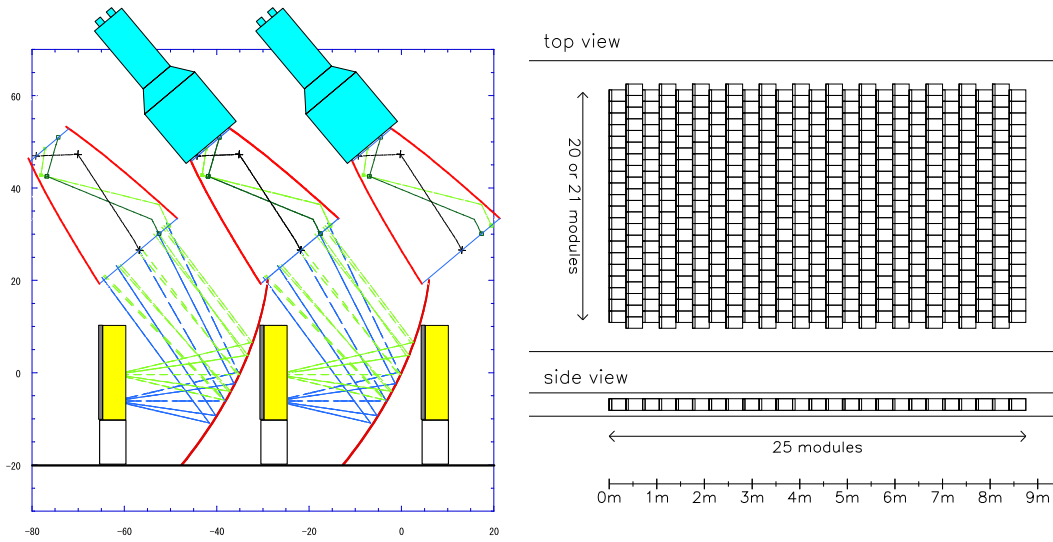 60
40
20
0
−20
−80
−60
−40
−20
0
20
top view
20 or 21 modules
side view
25 modules
0m 1m 2m 3m 4m 5m 6m 7m 8m 9m